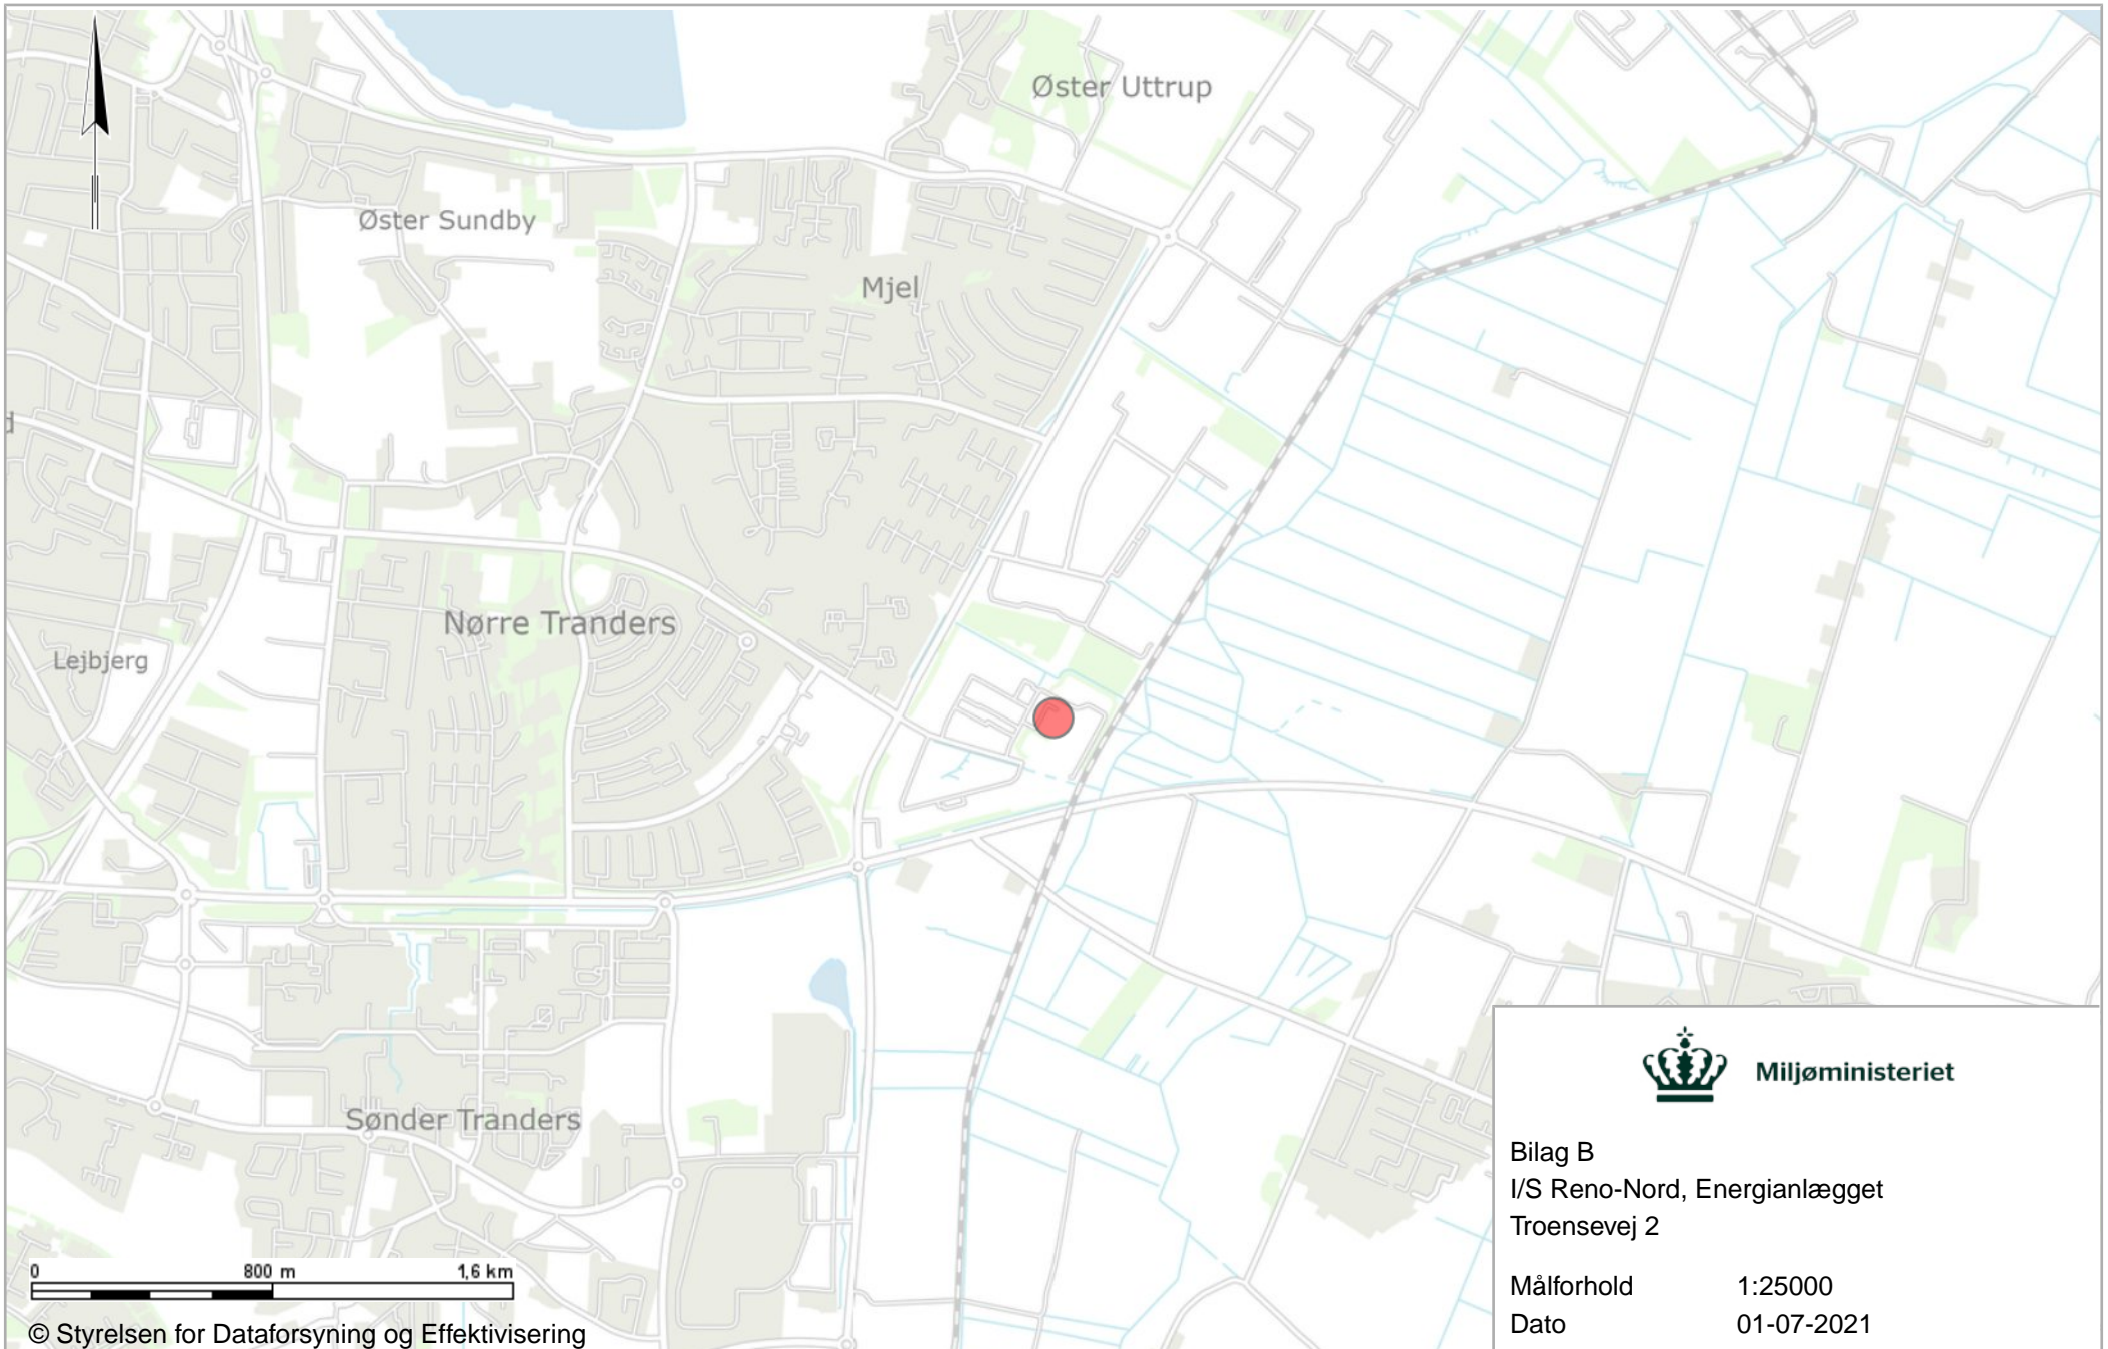 Øster Uttrup
Øster Sundby
Mjel
Nørre Tranders
Lejbjerg
Sønder Tranders
Miljøministeriet
Bilag B
I/S Reno-Nord, Energianlægget
Troensevej 2
Målforhold 1:25000
Dato 01-07-2021
0 800 m 1,6 km
© Styrelsen for Dataforsyning og Effektivisering